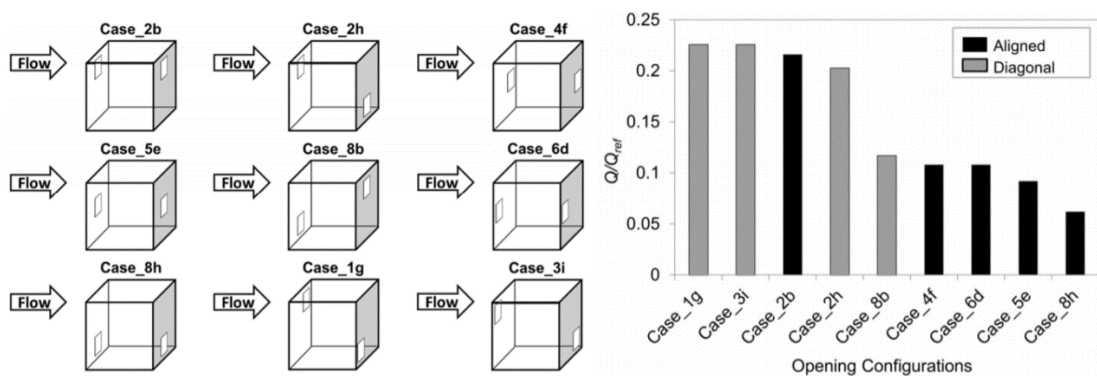 Case_2b
Case_2h
Case_4f
Flow
Flow
Flow
Case_5e
Case_8b
Case_6d
Flow
Flow
Flow
Case_8h
Case_1g
Case_3i
Flow
Flow
Flow
0.25
0.2
0.15
0.1
0.05
0
Q/Qref
Aligned
Diagonal
Case_1g
Case_3i
Case_2b
Case_2h
Case_8b
Case_4f
Case_6d
Case_5e
Case_8h
Opening Configurations